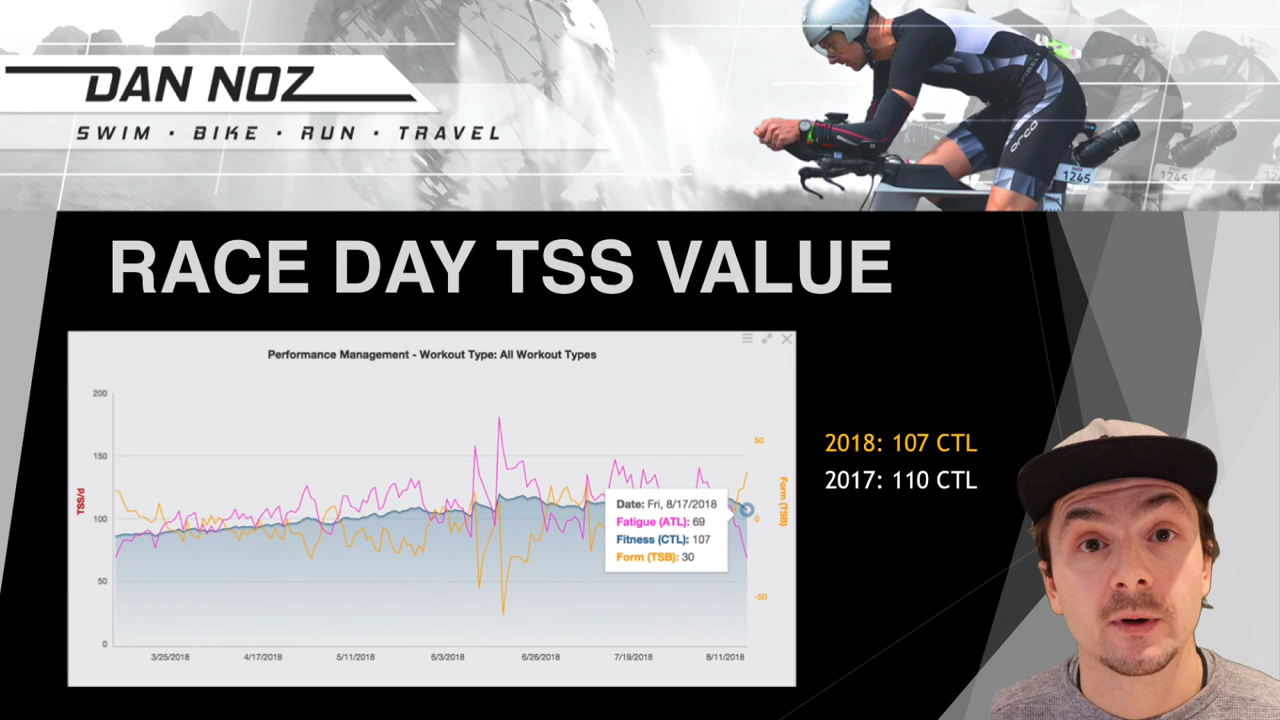 DAN NOZ
SWIM · BIKE · RUN · TRAVEL
ORCA
1245
1245
RACE DAY TSS VALUE
Performance Management - Workout Type: All Workout Types
TSS/d
200
150
100
50
0
Date: Fri, 8/17/2018
Fatigue (ATL): 69
Fitness (CTL): 107
Form (TSB): 30
50
0
-50
Form (TSB)
3/25/2018 4/17/2018 5/11/2018 6/3/2018 6/26/2018 7/19/2018 8/11/2018
2018: 107 CTL
2017: 110 CTL